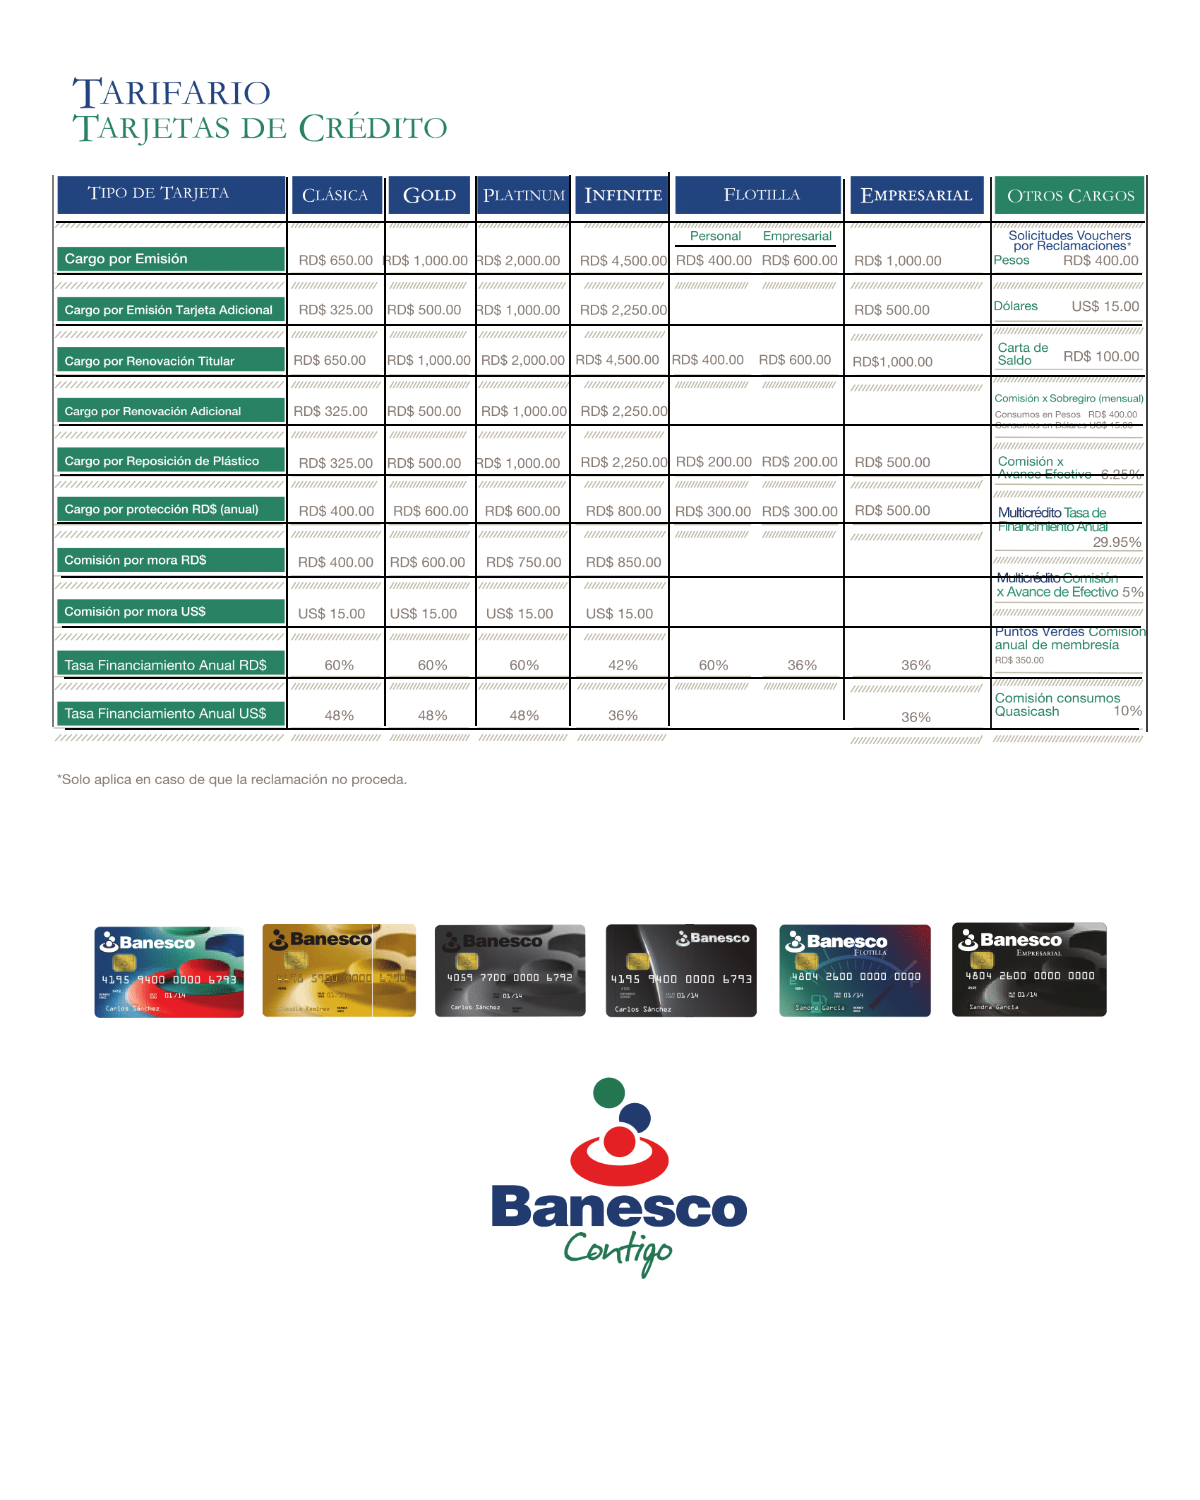 TARIFARIO
TARJETAS DE CRÉDITO
TIPO DE TARJETA CLÁSICA GOLD PLATINUM INFINITE FLOTILLA EMPRESARIAL OTROS CARGOS
Personal Empresarial
Solicitudes Vouchers
por Reclamaciones*
Cargo por Emisión RD$ 650.00 RD$ 1,000.00 RD$ 2,000.00 RD$ 4,500.00 RD$ 400.00 RD$ 600.00 RD$ 1,000.00 Pesos RD$ 400.00
Cargo por Emisión Tarjeta Adicional RD$ 325.00 RD$ 500.00 RD$ 1,000.00 RD$ 2,250.00 RD$ 500.00 Dólares US$ 15.00
Cargo por Renovación Titular RD$ 650.00 RD$ 1,000.00 RD$ 2,000.00 RD$ 4,500.00 RD$ 400.00 RD$ 600.00 RD$1,000.00
Carta de
Saldo RD$ 100.00
Cargo por Renovación Adicional RD$ 325.00 RD$ 500.00 RD$ 1,000.00 RD$ 2,250.00
Comisión x Sobregiro (mensual)
Consumos en Pesos RD$ 400.00
Consumos en Dólares US$ 15.00
Cargo por Reposición de Plástico RD$ 325.00 RD$ 500.00 RD$ 1,000.00 RD$ 2,250.00 RD$ 200.00 RD$ 200.00 RD$ 500.00
Comisión x
Avance Efectivo 6.25%
Cargo por protección RD$ (anual) RD$ 400.00 RD$ 600.00 RD$ 600.00 RD$ 800.00 RD$ 300.00 RD$ 300.00 RD$ 500.00
Multicrédito Tasa de
Financimiento Anual
29.95%
Comisión por mora RD$ RD$ 400.00 RD$ 600.00 RD$ 750.00 RD$ 850.00
Multicrédito Comisión
x Avance de Efectivo 5%
Comisión por mora US$ US$ 15.00 US$ 15.00 US$ 15.00 US$ 15.00
Puntos Verdes Comisión
anual de membresía
RD$ 350.00
Tasa Financiamiento Anual RD$ 60% 60% 60% 42% 60% 36% 36%
Comisión consumos
Quasicash 10%
Tasa Financiamiento Anual US$ 48% 48% 48% 36% 36%
*Solo aplica en caso de que la reclamación no proceda.
Banesco
4195 9400 0000 6793
01/14
Carlos Sánchez
Banesco
Claudia Ramírez
Banesco
4059 7700 0000 6792
01/14
Carlos Sánchez
Banesco
4195 9400 0000 6793
01/14
Carlos Sánchez
Banesco
FLOTILLA
4804 2600 0000 0000
01/14
Sandra García
Banesco
EMPRESARIAL
4804 2600 0000 0000
01/14
Sandra García
Banesco
Contigo